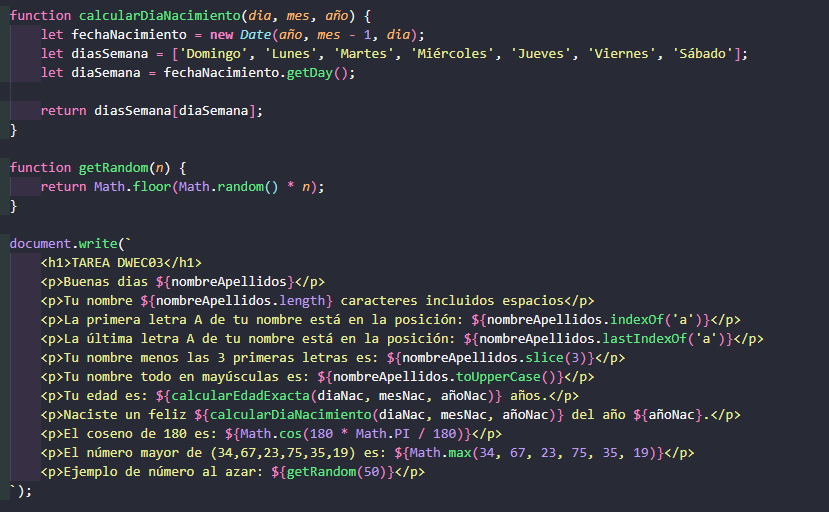 function calcularDiaNacimiento(dia, mes, año) {
    let fechaNacimiento = new Date(año, mes - 1, dia);
    let diasSemana = ['Domingo', 'Lunes', 'Martes', 'Miércoles', 'Jueves', 'Viernes', 'Sábado'];
    let diaSemana = fechaNacimiento.getDay();

    return diasSemana[diaSemana];
}

function getRandom(n) {
    return Math.floor(Math.random() * n);
}

document.write(`
    <h1>TAREA DWEC03</h1>
    <p>Buenas dias ${nombreApellidos}</p>
    <p>Tu nombre ${nombreApellidos.length} caracteres incluidos espacios</p>
    <p>La primera letra A de tu nombre está en la posición: ${nombreApellidos.indexOf('a')}</p>
    <p>La última letra A de tu nombre está en la posición: ${nombreApellidos.lastIndexOf('a')}</p>
    <p>Tu nombre menos las 3 primeras letras es: ${nombreApellidos.slice(3)}</p>
    <p>Tu nombre todo en mayúsculas es: ${nombreApellidos.toUpperCase()}</p>
    <p>Tu edad es: ${calcularEdadExacta(diaNac, mesNac, añoNac)} años.</p>
    <p>Naciste un feliz ${calcularDiaNacimiento(diaNac, mesNac, añoNac)} del año ${añoNac}.</p>
    <p>El coseno de 180 es: ${Math.cos(180 * Math.PI / 180)}</p>
    <p>El número mayor de (34,67,23,75,35,19) es: ${Math.max(34, 67, 23, 75, 35, 19)}</p>
    <p>Ejemplo de número al azar: ${getRandom(50)}</p>
`);